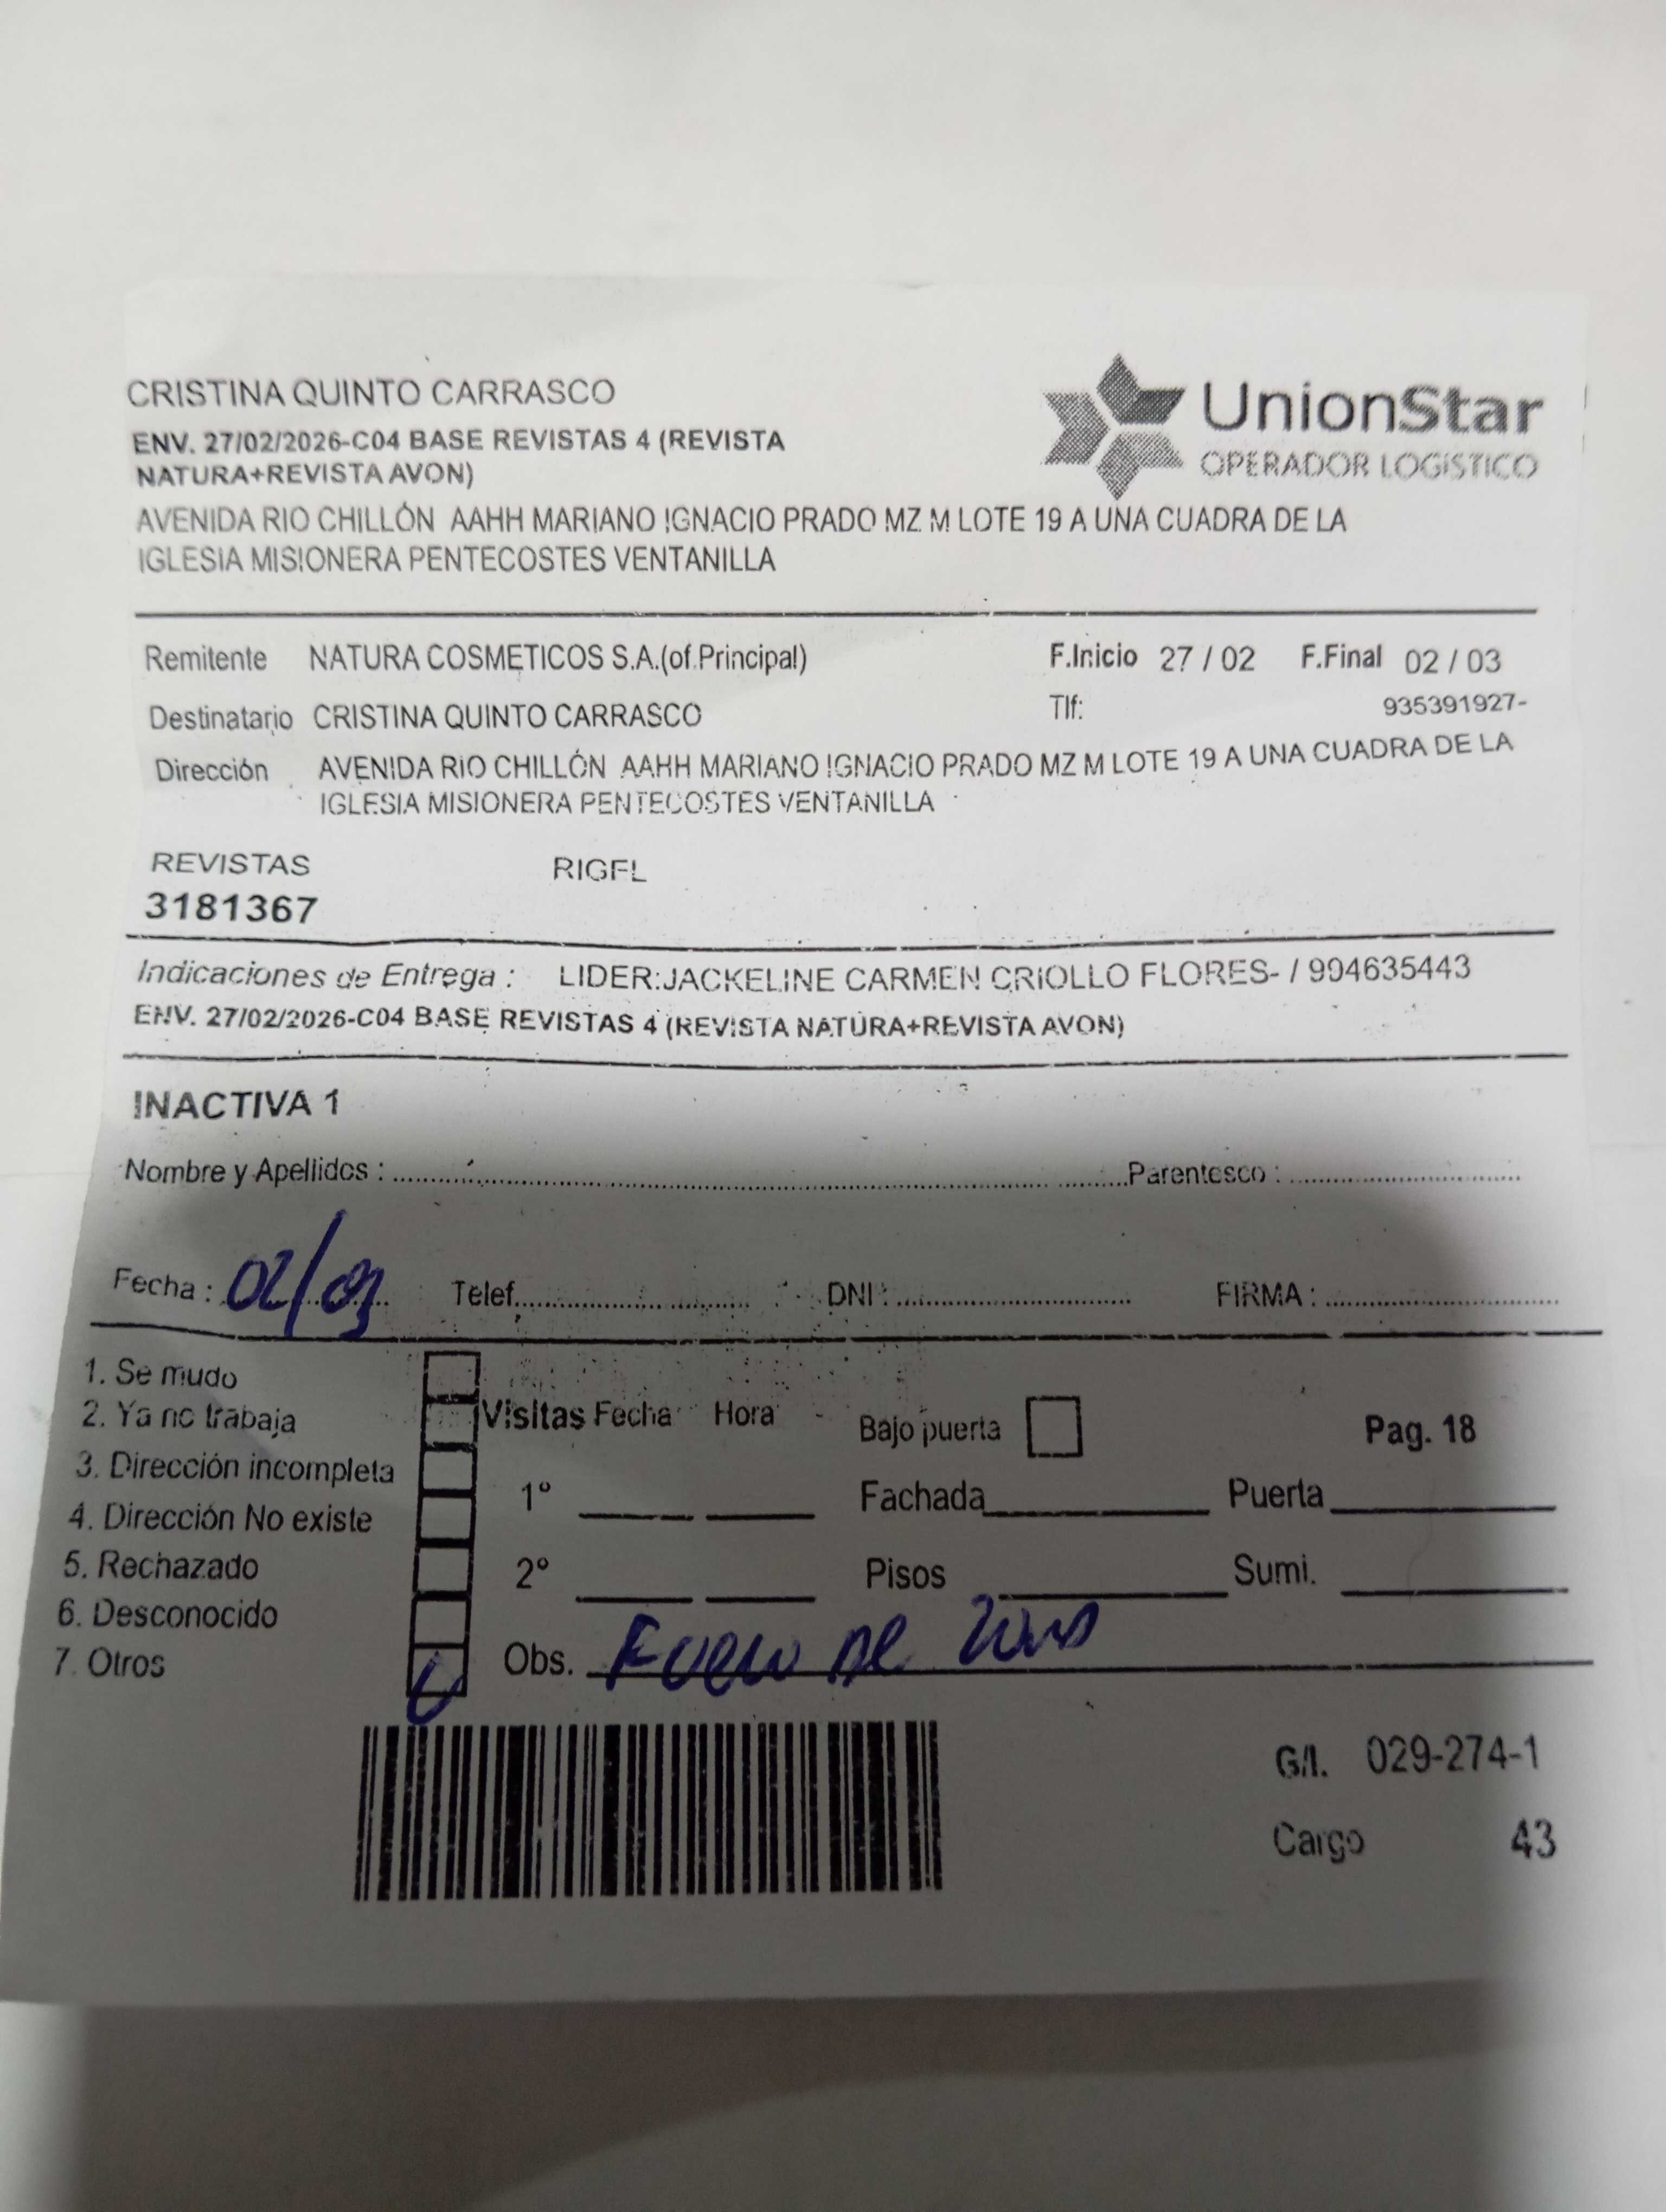 CRISTINA QUINTO CARRASCO
UnionStar
OPERADOR LOGÍSTICO
ENV. 27/02/2026-C04 BASE REVISTAS 4 (REVISTA
NATURA+REVISTA AVON)
AVENIDA RIO CHILLÓN AAHH MARIANO IGNACIO PRADO MZ M LOTE 19 A UNA CUADRA DE LA
IGLESIA MISIONERA PENTECOSTES VENTANILLA
Remitente NATURA COSMETICOS S.A.(of.Principal) F.Inicio 27 / 02 F.Final 02 / 03
Destinatario CRISTINA QUINTO CARRASCO Tlf: 935391927-
Dirección AVENIDA RIO CHILLÓN AAHH MARIANO IGNACIO PRADO MZ M LOTE 19 A UNA CUADRA DE LA
IGLESIA MISIONERA PENTECOSTES VENTANILLA
REVISTAS RIGFL
3181367
Indicaciones de Entrega : LIDER:JACKELINE CARMEN CRIOLLO FLORES- / 994635443
ENV. 27/02/2026-C04 BASE REVISTAS 4 (REVISTA NATURA+REVISTA AVON)
INACTIVA 1
Nombre y Apellidos : Parentesco :
Fecha : 02/03 Telef. DNI : FIRMA :
1. Se mudo
2. Ya no trabaja Visitas Fecha Hora Bajo puerta Pag. 18
3. Dirección incompleta
1º Fachada Puerta
4. Dirección No existe
5. Rechazado 2º Pisos Sumi.
6. Desconocido
7. Otros Obs. Fuera de zona
G/I. 029-274-1
Cargo 43